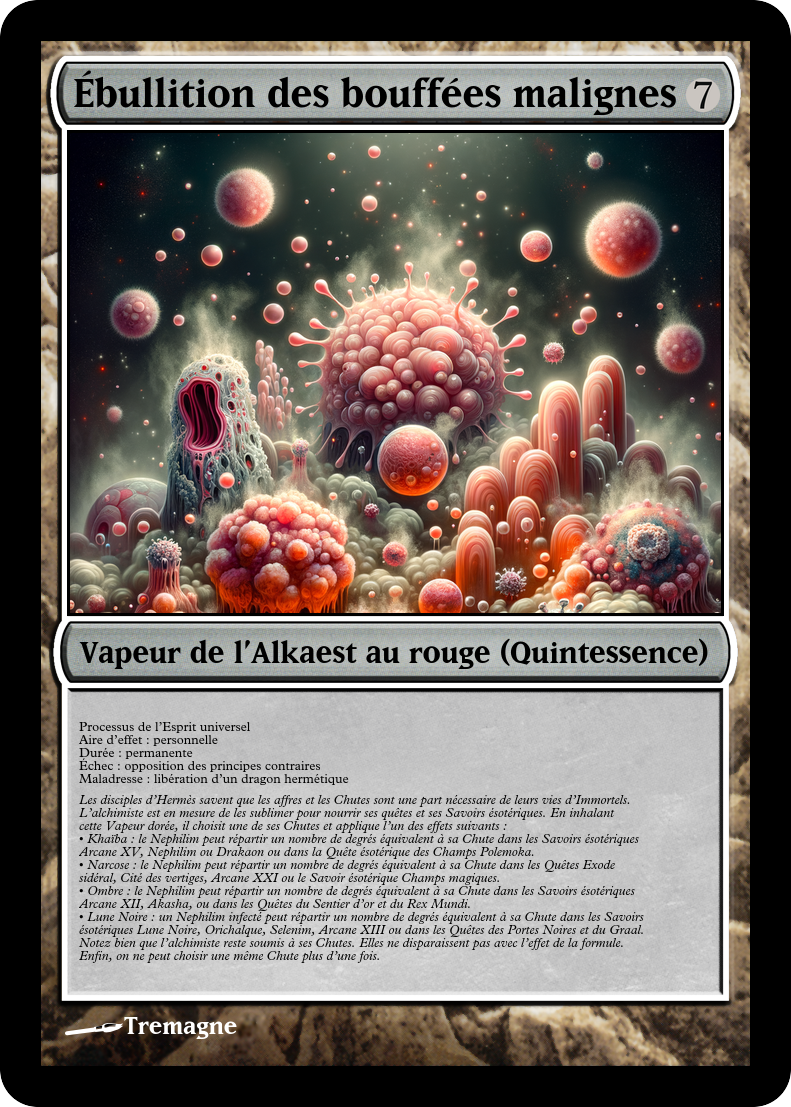 Ébullition des bouffées malignes 7
Vapeur de l'Alkaest au rouge (Quintessence)
Processus de l'Esprit universel
Aire d'effet : personnelle
Durée : permanente
Échec : opposition des principes contraires
Maladresse : libération d'un dragon hermétique
Les disciples d'Hermès savent que les affres et les Chutes sont une part nécessaire de leurs vies d'Immortels.
L'alchimiste est en mesure de les sublimer pour nourrir ses quêtes et ses Savoirs ésotériques. En inhalant
cette Vapeur dorée, il choisit une de ses Chutes et applique l'un des effets suivants :
• Khaïba : le Nephilim peut répartir un nombre de degrés équivalent à sa Chute dans les Savoirs ésotériques
Arcane XV, Nephilim ou Drakaon ou dans la Quête ésotérique des Champs Polemoka.
• Narcose : le Nephilim peut répartir un nombre de degrés équivalent à sa Chute dans les Quêtes Exode
sidéral, Cité des vertiges, Arcane XXI ou le Savoir ésotérique Champs magiques.
• Ombre : le Nephilim peut répartir un nombre de degrés équivalent à sa Chute dans les Savoirs ésotériques
Arcane XII, Akasha, ou dans les Quêtes du Sentier d'or et du Rex Mundi.
• Lune Noire : un Nephilim infecté peut répartir un nombre de degrés équivalent à sa Chute dans les Savoirs
ésotériques Lune Noire, Orichalque, Selenim, Arcane XIII ou dans les Quêtes des Portes Noires et du Graal.
Notez bien que l'alchimiste reste soumis à ses Chutes. Elles ne disparaissent pas avec l'effet de la formule.
Enfin, on ne peut choisir une même Chute plus d'une fois.
Tremagne